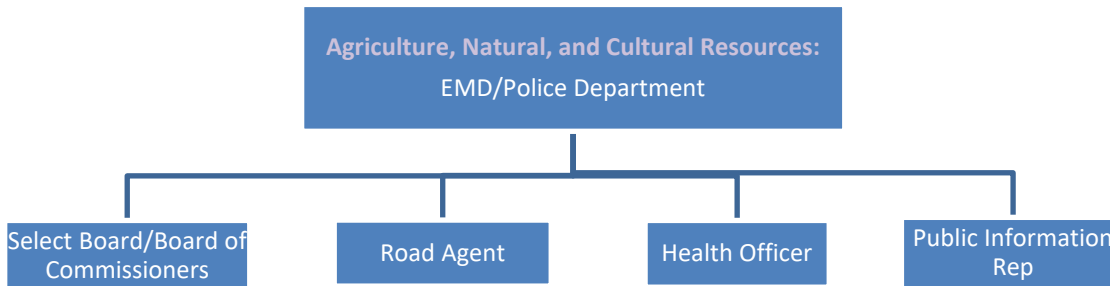 Agriculture, Natural, and Cultural Resources:
EMD/Police Department
Select Board/Board of
Commissioners
Road Agent
Health Officer
Public Information
Rep